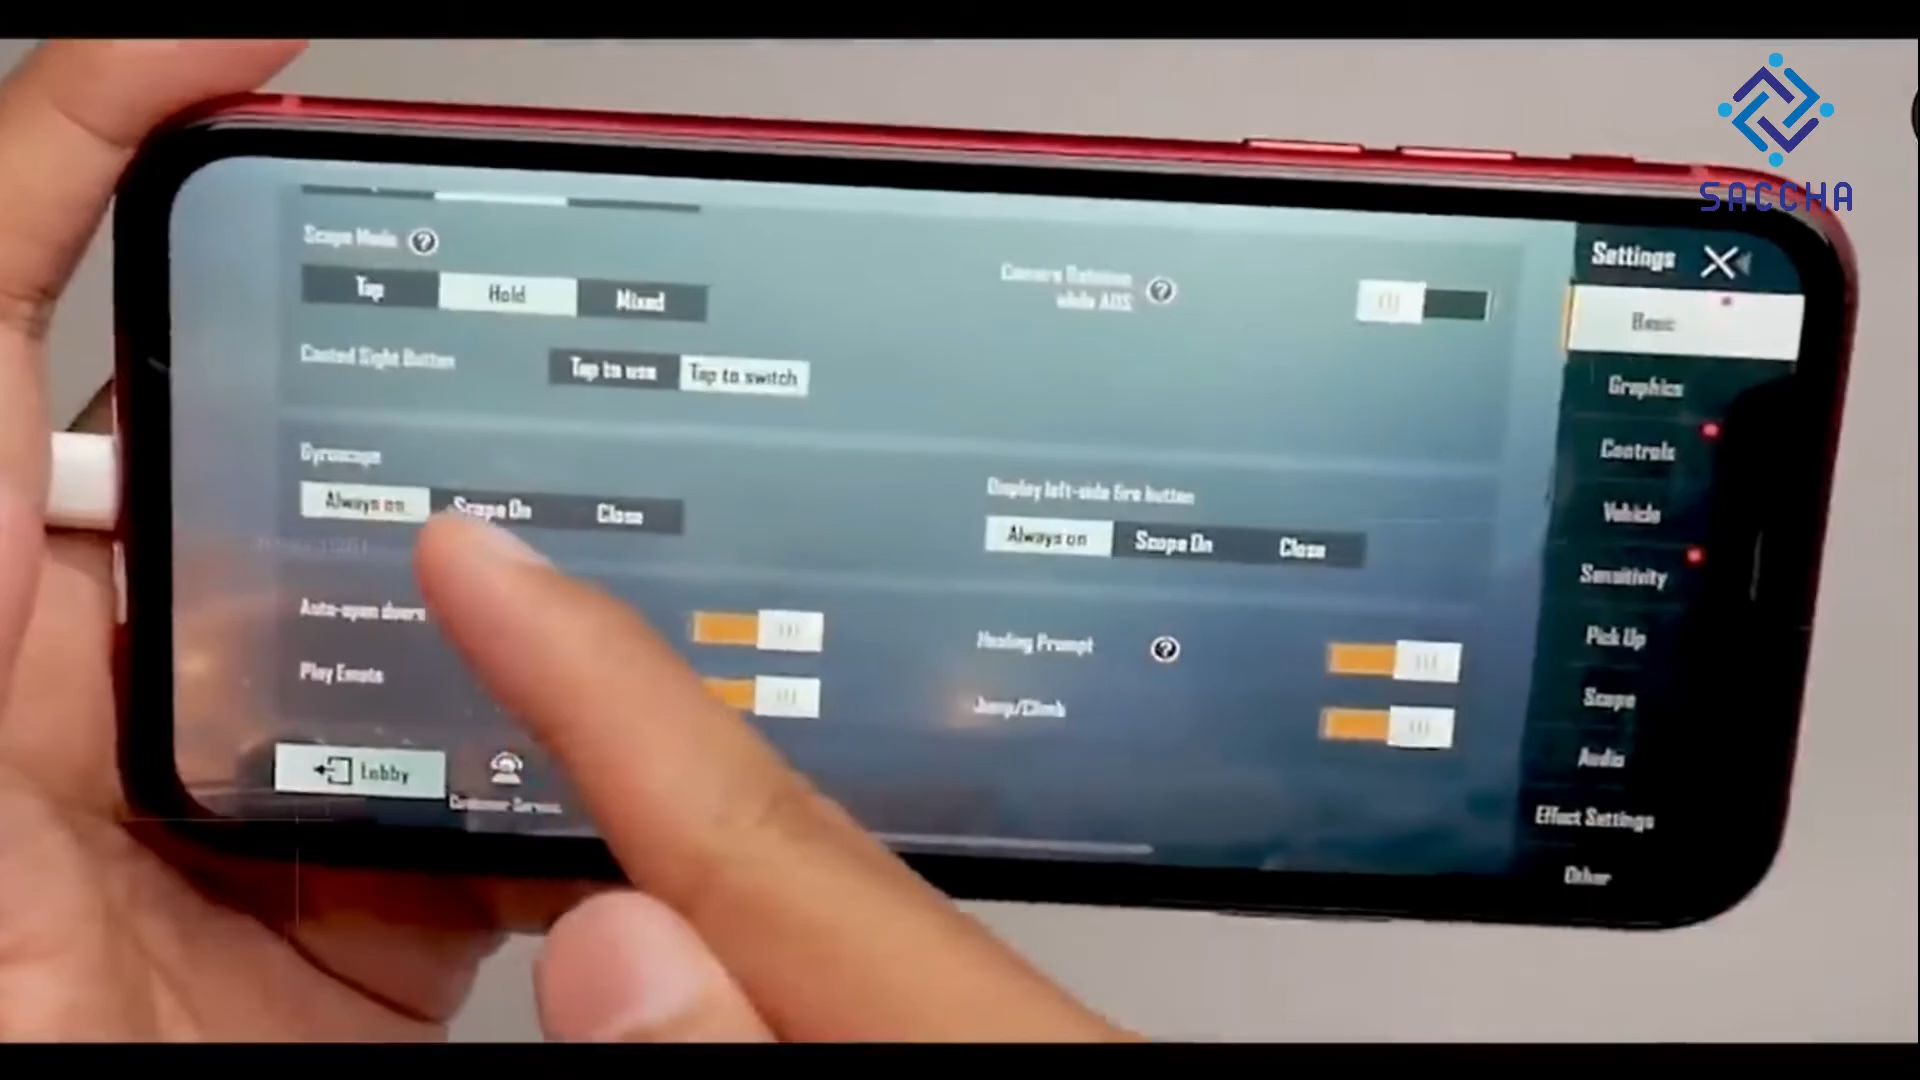 SACCHA
Settings
Scope Mode ?
Tap Hold Mixed
Camera Rotation
while ADS ?
Canted Sight Button Tap to use Tap to switch
Gyroscope
Always on Scope On Close
Display left-side fire button
Always on Scope On Close
Auto-open doors
Healing Prompt ?
Play Emote
Jump/Climb
Lobby
Customer Service
Basic
Graphics
Controls
Vehicle
Sensitivity
Pick Up
Scope
Audio
Effect Settings
Other